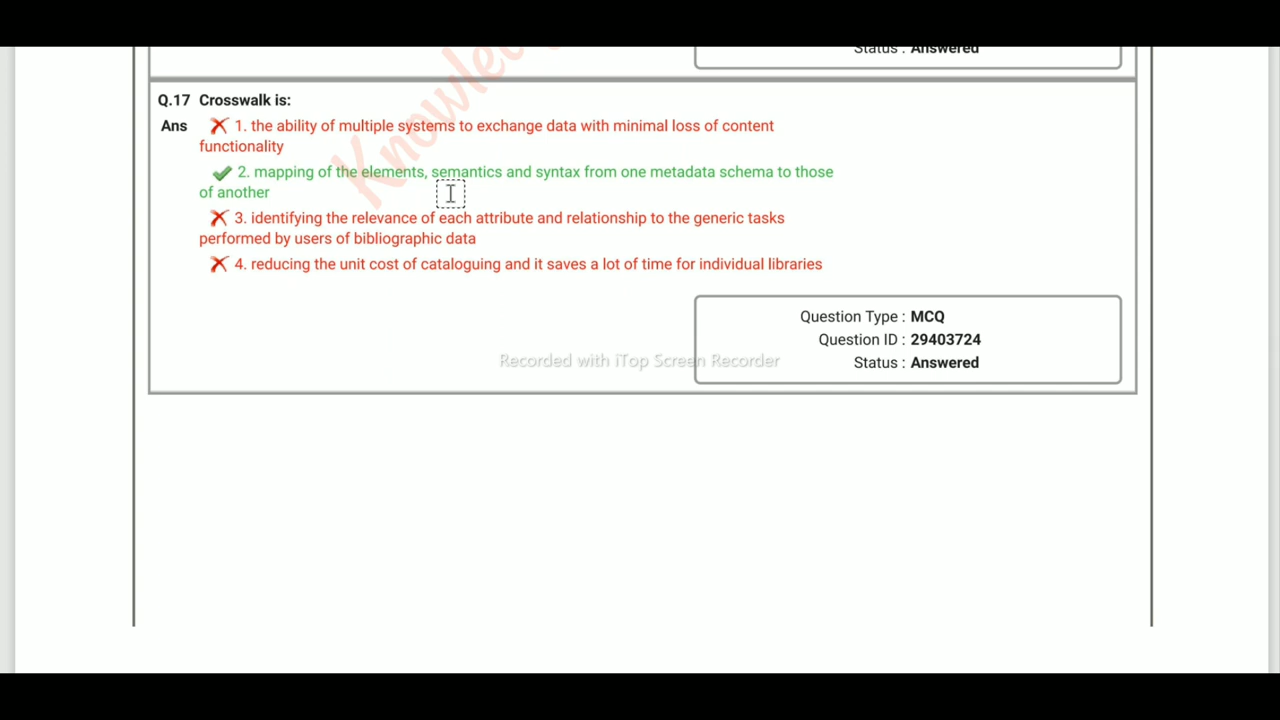 Status : Answered
Q.17 Crosswalk is:
Ans 1. the ability of multiple systems to exchange data with minimal loss of content
functionality
2. mapping of the elements, semantics and syntax from one metadata schema to those
of another
3. identifying the relevance of each attribute and relationship to the generic tasks
performed by users of bibliographic data
4. reducing the unit cost of cataloguing and it saves a lot of time for individual libraries
Question Type : MCQ
Question ID : 29403724
Status : Answered
Recorded with iTop Screen Recorder